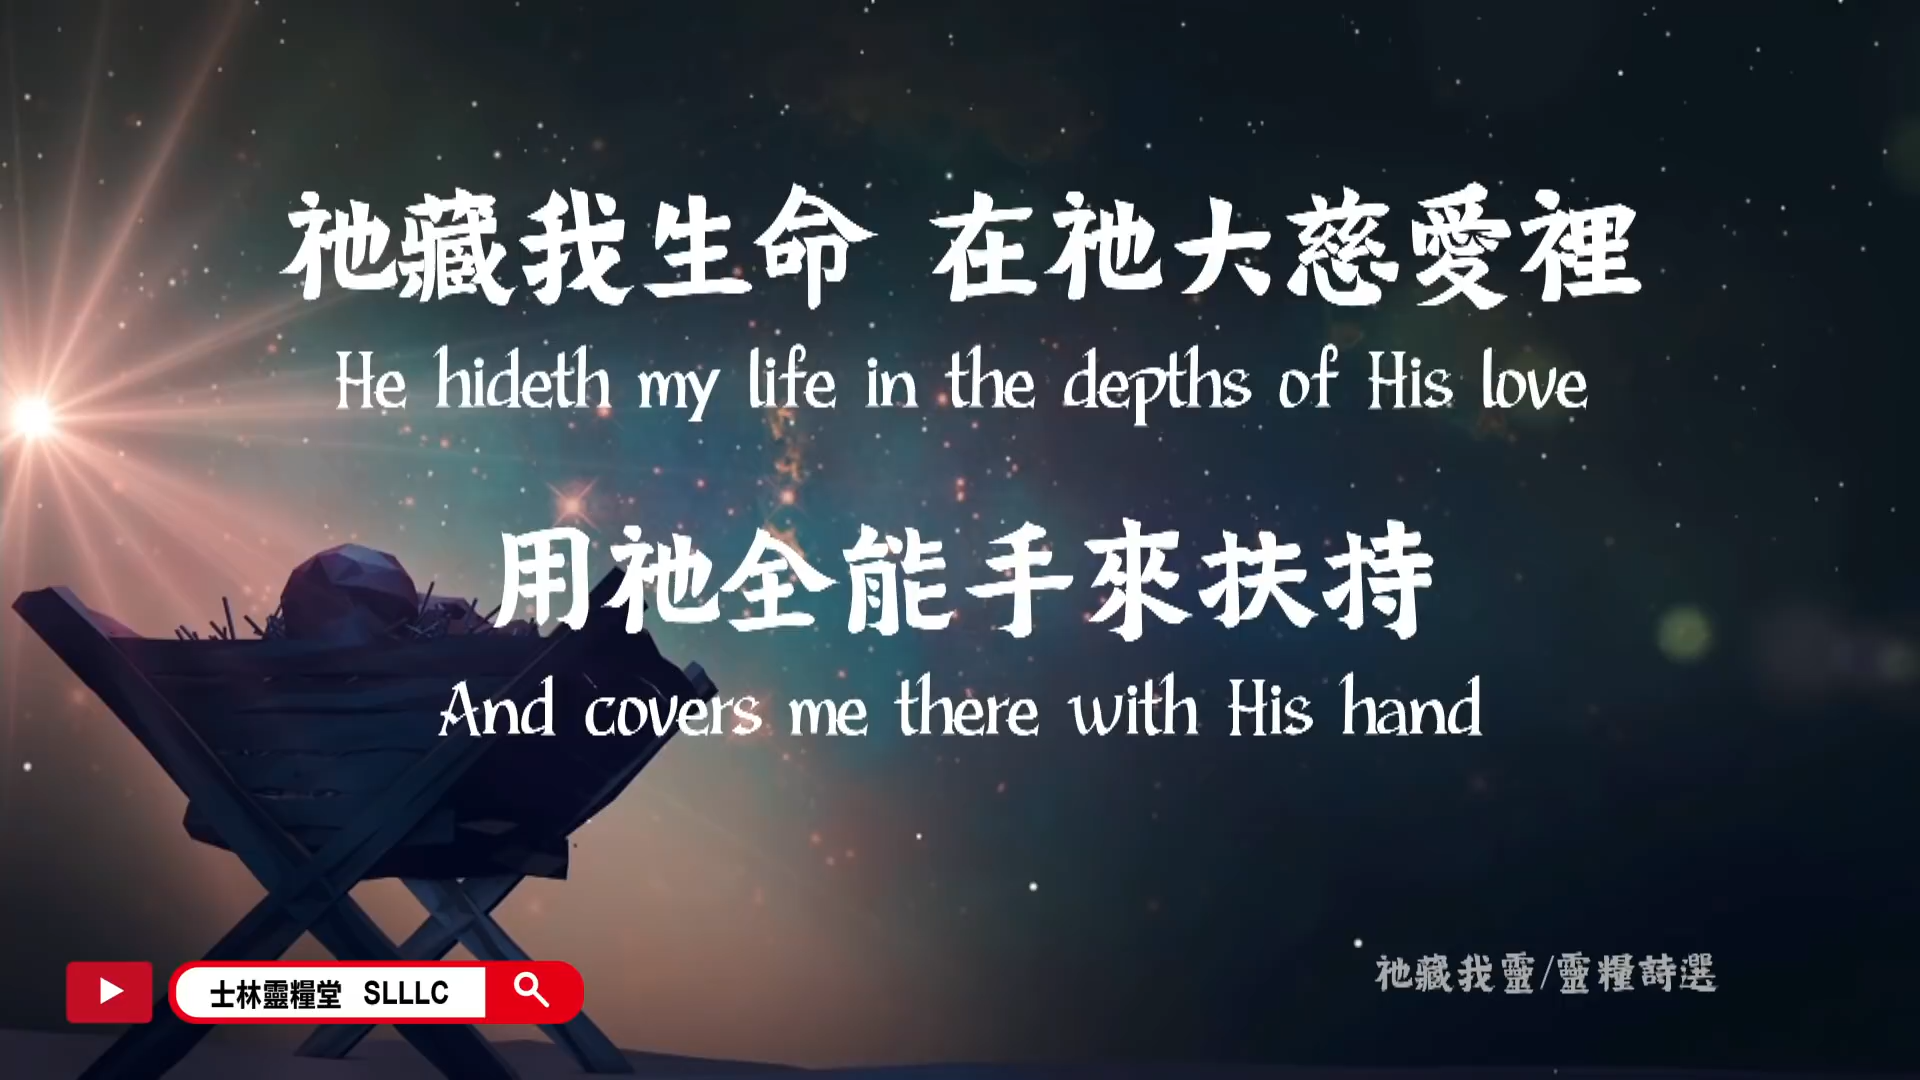 祂藏我生命 在祂大慈愛裡
He hideth my life in the depths of His love
用祂全能手來扶持
And covers me there with His hand
祂藏我靈/靈糧詩選
士林靈糧堂 SLLLC